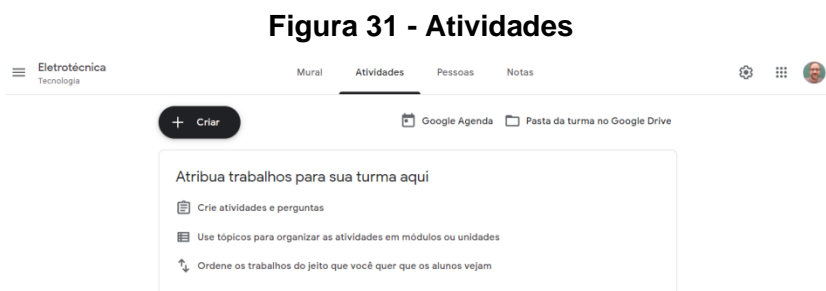 Figura 31 - Atividades
Eletrotécnica
Tecnologia
Mural Atividades Pessoas Notas
+ Criar
Google Agenda Pasta da turma no Google Drive
Atribua trabalhos para sua turma aqui
Crie atividades e perguntas
Use tópicos para organizar as atividades em módulos ou unidades
Ordene os trabalhos do jeito que você quer que os alunos vejam